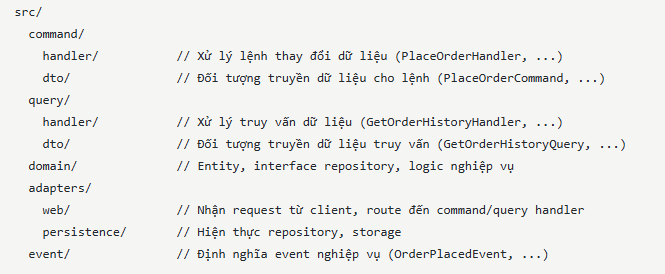 src/
command/
handler/ // Xử lý lệnh thay đổi dữ liệu (PlaceOrderHandler, ...)
dto/ // Đối tượng truyền dữ liệu cho lệnh (PlaceOrderCommand, ...)
query/
handler/ // Xử lý truy vấn dữ liệu (GetOrderHistoryHandler, ...)
dto/ // Đối tượng truyền dữ liệu truy vấn (GetOrderHistoryQuery, ...)
domain/ // Entity, interface repository, logic nghiệp vụ
adapters/
web/ // Nhận request từ client, route đến command/query handler
persistence/ // Hiện thực repository, storage
event/ // Định nghĩa event nghiệp vụ (OrderPlacedEvent, ...)